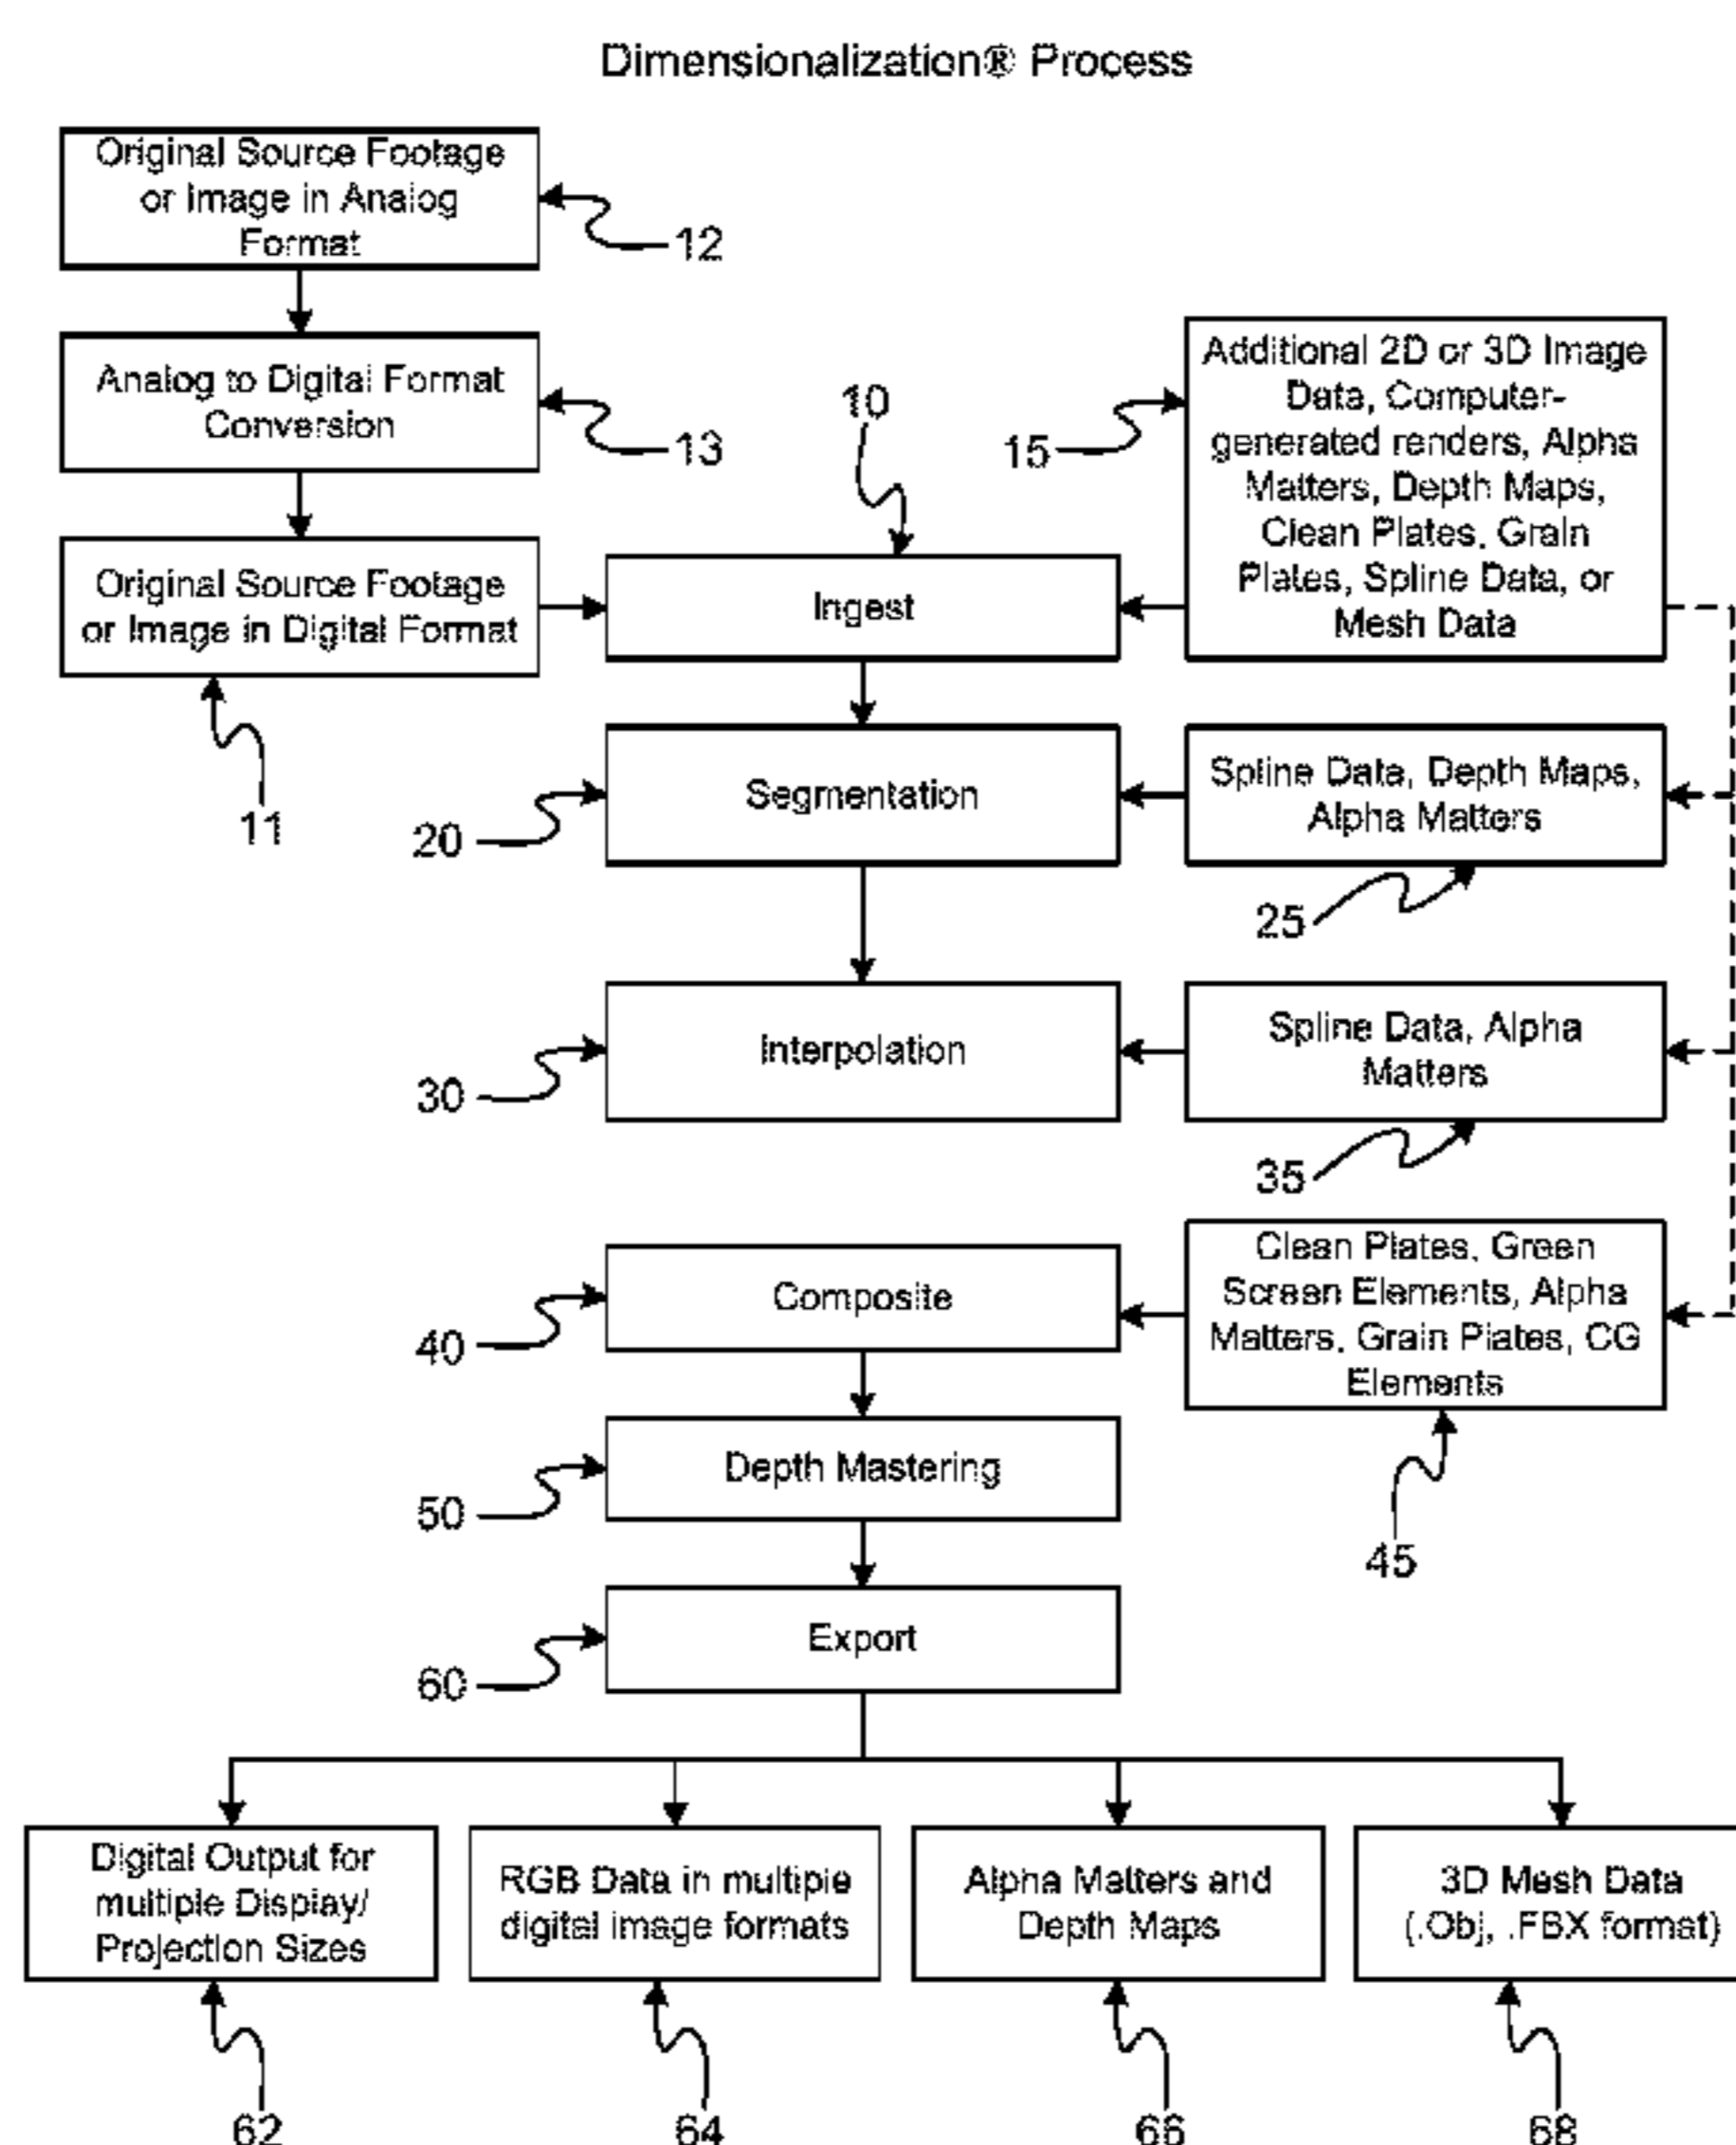 Dimensionalization® Process
Original Source Footage
or Image in Analog
Format
12
Analog to Digital Format
Conversion
13
10
15
Additional 2D or 3D Image
Data, Computer-
generated renders, Alpha
Matters, Depth Maps,
Clean Plates, Grain
Plates, Spline Data, or
Mesh Data
Original Source Footage
or Image in Digital Format
11
Ingest
Segmentation
20
Spline Data, Depth Maps,
Alpha Matters
25
Interpolation
30
Spline Data, Alpha
Matters
35
Composite
40
Clean Plates, Green
Screen Elements, Alpha
Matters, Grain Plates, CG
Elements
45
Depth Mastering
50
Export
60
Digital Output for
multiple Display/
Projection Sizes
62
RGB Data in multiple
digital image formats
64
Alpha Matters and
Depth Maps
66
3D Mesh Data
(.Obj, .FBX format)
68